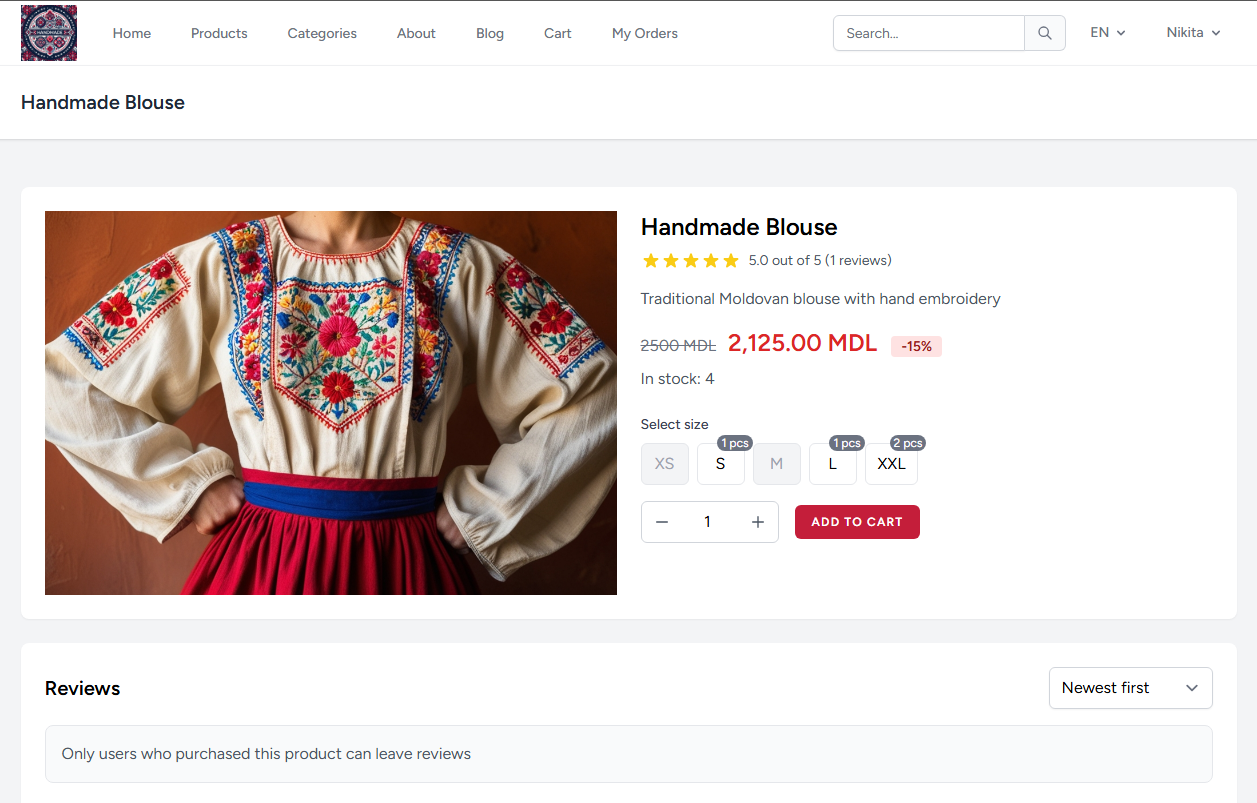 HANDMADE
Home Products Categories About Blog Cart My Orders Search... EN Nikita
Handmade Blouse
Handmade Blouse
5.0 out of 5 (1 reviews)
Traditional Moldovan blouse with hand embroidery
2500 MDL 2,125.00 MDL -15%
In stock: 4
Select size
1 pcs 1 pcs 2 pcs
XS S M L XXL
1 ADD TO CART
Reviews Newest first
Only users who purchased this product can leave reviews